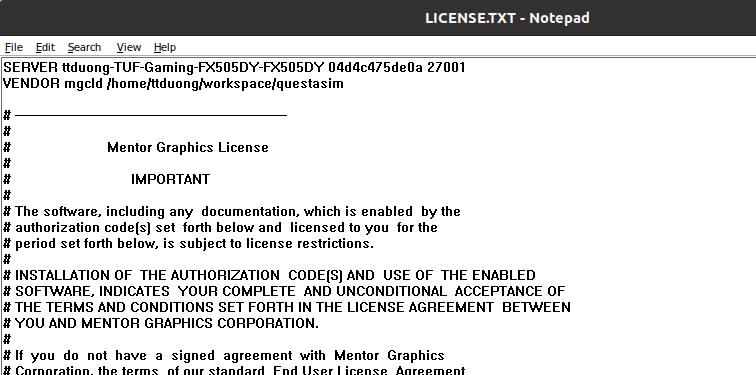 LICENSE.TXT - Notepad
File Edit Search View Help
SERVER ttduong-TUF-Gaming-FX505DY-FX505DY 04d4c475de0a 27001
VENDOR mgcld /home/ttduong/workspace/questasim
# ————————————————————
#
# Mentor Graphics License
#
# IMPORTANT
#
# The software, including any documentation, which is enabled by the
# authorization code(s) set forth below and licensed to you for the
# period set forth below, is subject to license restrictions.
#
# INSTALLATION OF THE AUTHORIZATION CODE(S) AND USE OF THE ENABLED
# SOFTWARE, INDICATES YOUR COMPLETE AND UNCONDITIONAL ACCEPTANCE OF
# THE TERMS AND CONDITIONS SET FORTH IN THE LICENSE AGREEMENT BETWEEN
# YOU AND MENTOR GRAPHICS CORPORATION.
#
# If you do not have a signed agreement with Mentor Graphics
# Corporation, the terms of our standard End User License Agreement